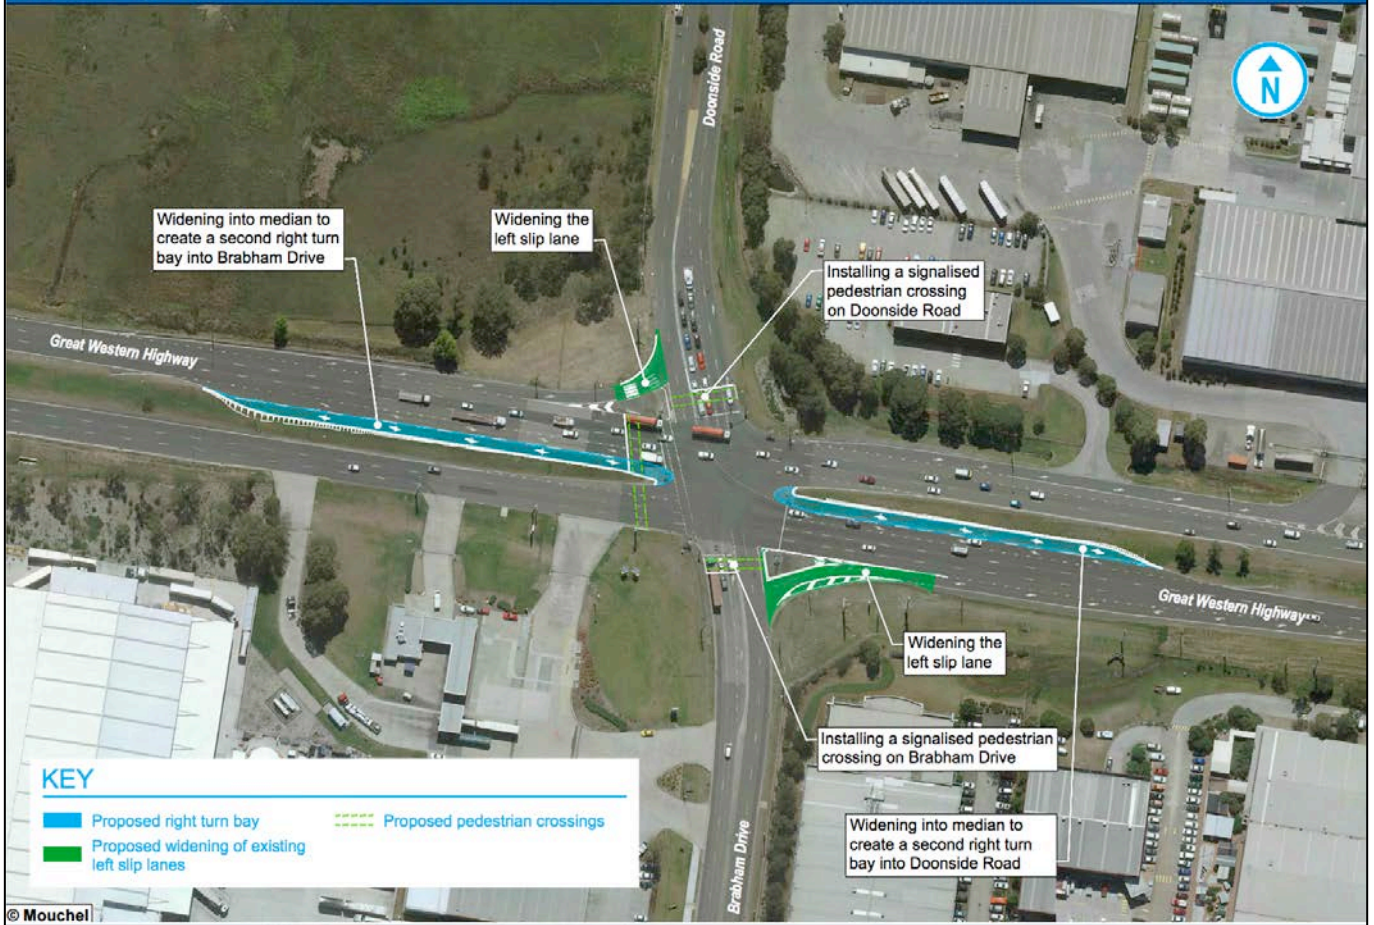 Doonside Road
N
Widening into median to
create a second right turn
bay into Brabham Drive
Widening the
left slip lane
Installing a signalised
pedestrian crossing
on Doonside Road
Great Western Highway
Great Western Highway
Widening the
left slip lane
Installing a signalised pedestrian
crossing on Brabham Drive
Widening into median to
create a second right turn
bay into Doonside Road
Brabham Drive
KEY
Proposed right turn bay
Proposed pedestrian crossings
Proposed widening of existing
left slip lanes
© Mouchel